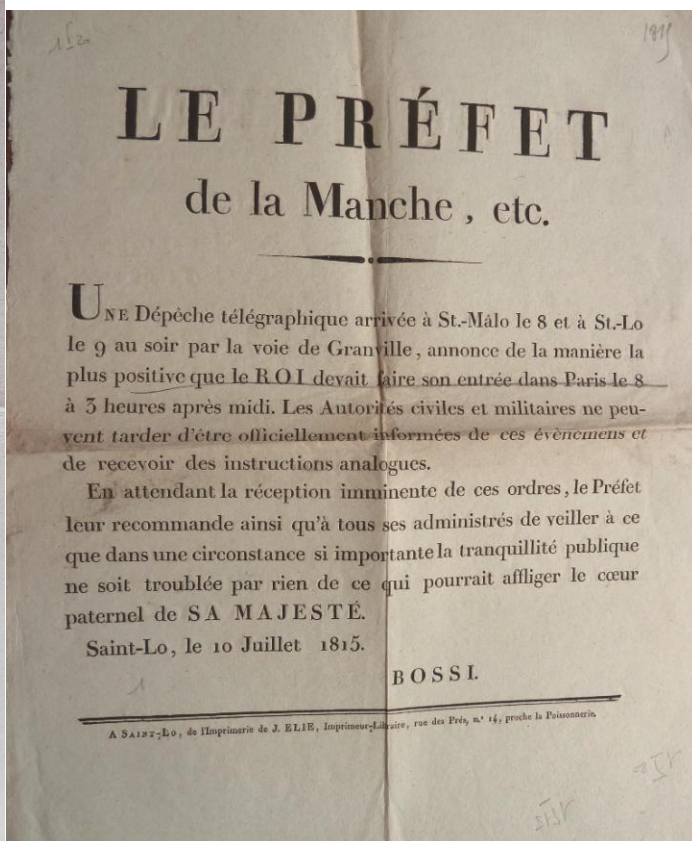 1815
LE PRÉFET
de la Manche, etc.
UNE Dépèche télégraphique arrivée à St.-Mâlo le 8 et à St.-Lo
le 9 au soir par la voie de Granville, annonce de la manière la
plus positive que le ROI devait faire son entrée dans Paris le 8
à 3 heures après midi. Les Autorités civiles et militaires ne peu-
vent tarder d'être officiellement informées de ces évènemens et
de recevoir des instructions analogues.
En attendant la réception imminente de ces ordres, le Préfet
leur recommande ainsi qu'à tous ses administrés de veiller à ce
que dans une circonstance si importante la tranquillité publique
ne soit troublée par rien de ce qui pourrait affliger le cœur
paternel de SA MAJESTÉ.
Saint-Lo, le 10 Juillet 1815.
BOSSI.
A SAINT-LO, de l'Imprimerie de J. ELIE, Imprimeur-Libraire, rue des Prés, n.° 14, proche la Poissonnerie.